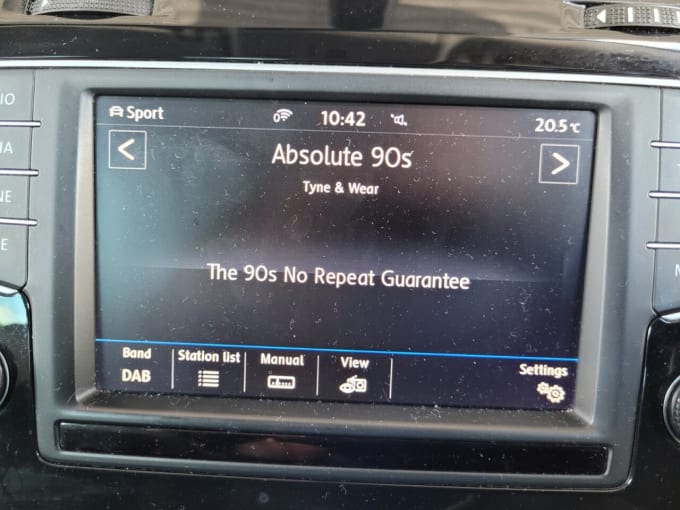 Sport
10:42
20.5°C
Absolute 90s
Tyne & Wear
The 90s No Repeat Guarantee
Band
Station list
Manual
View
Settings
DAB